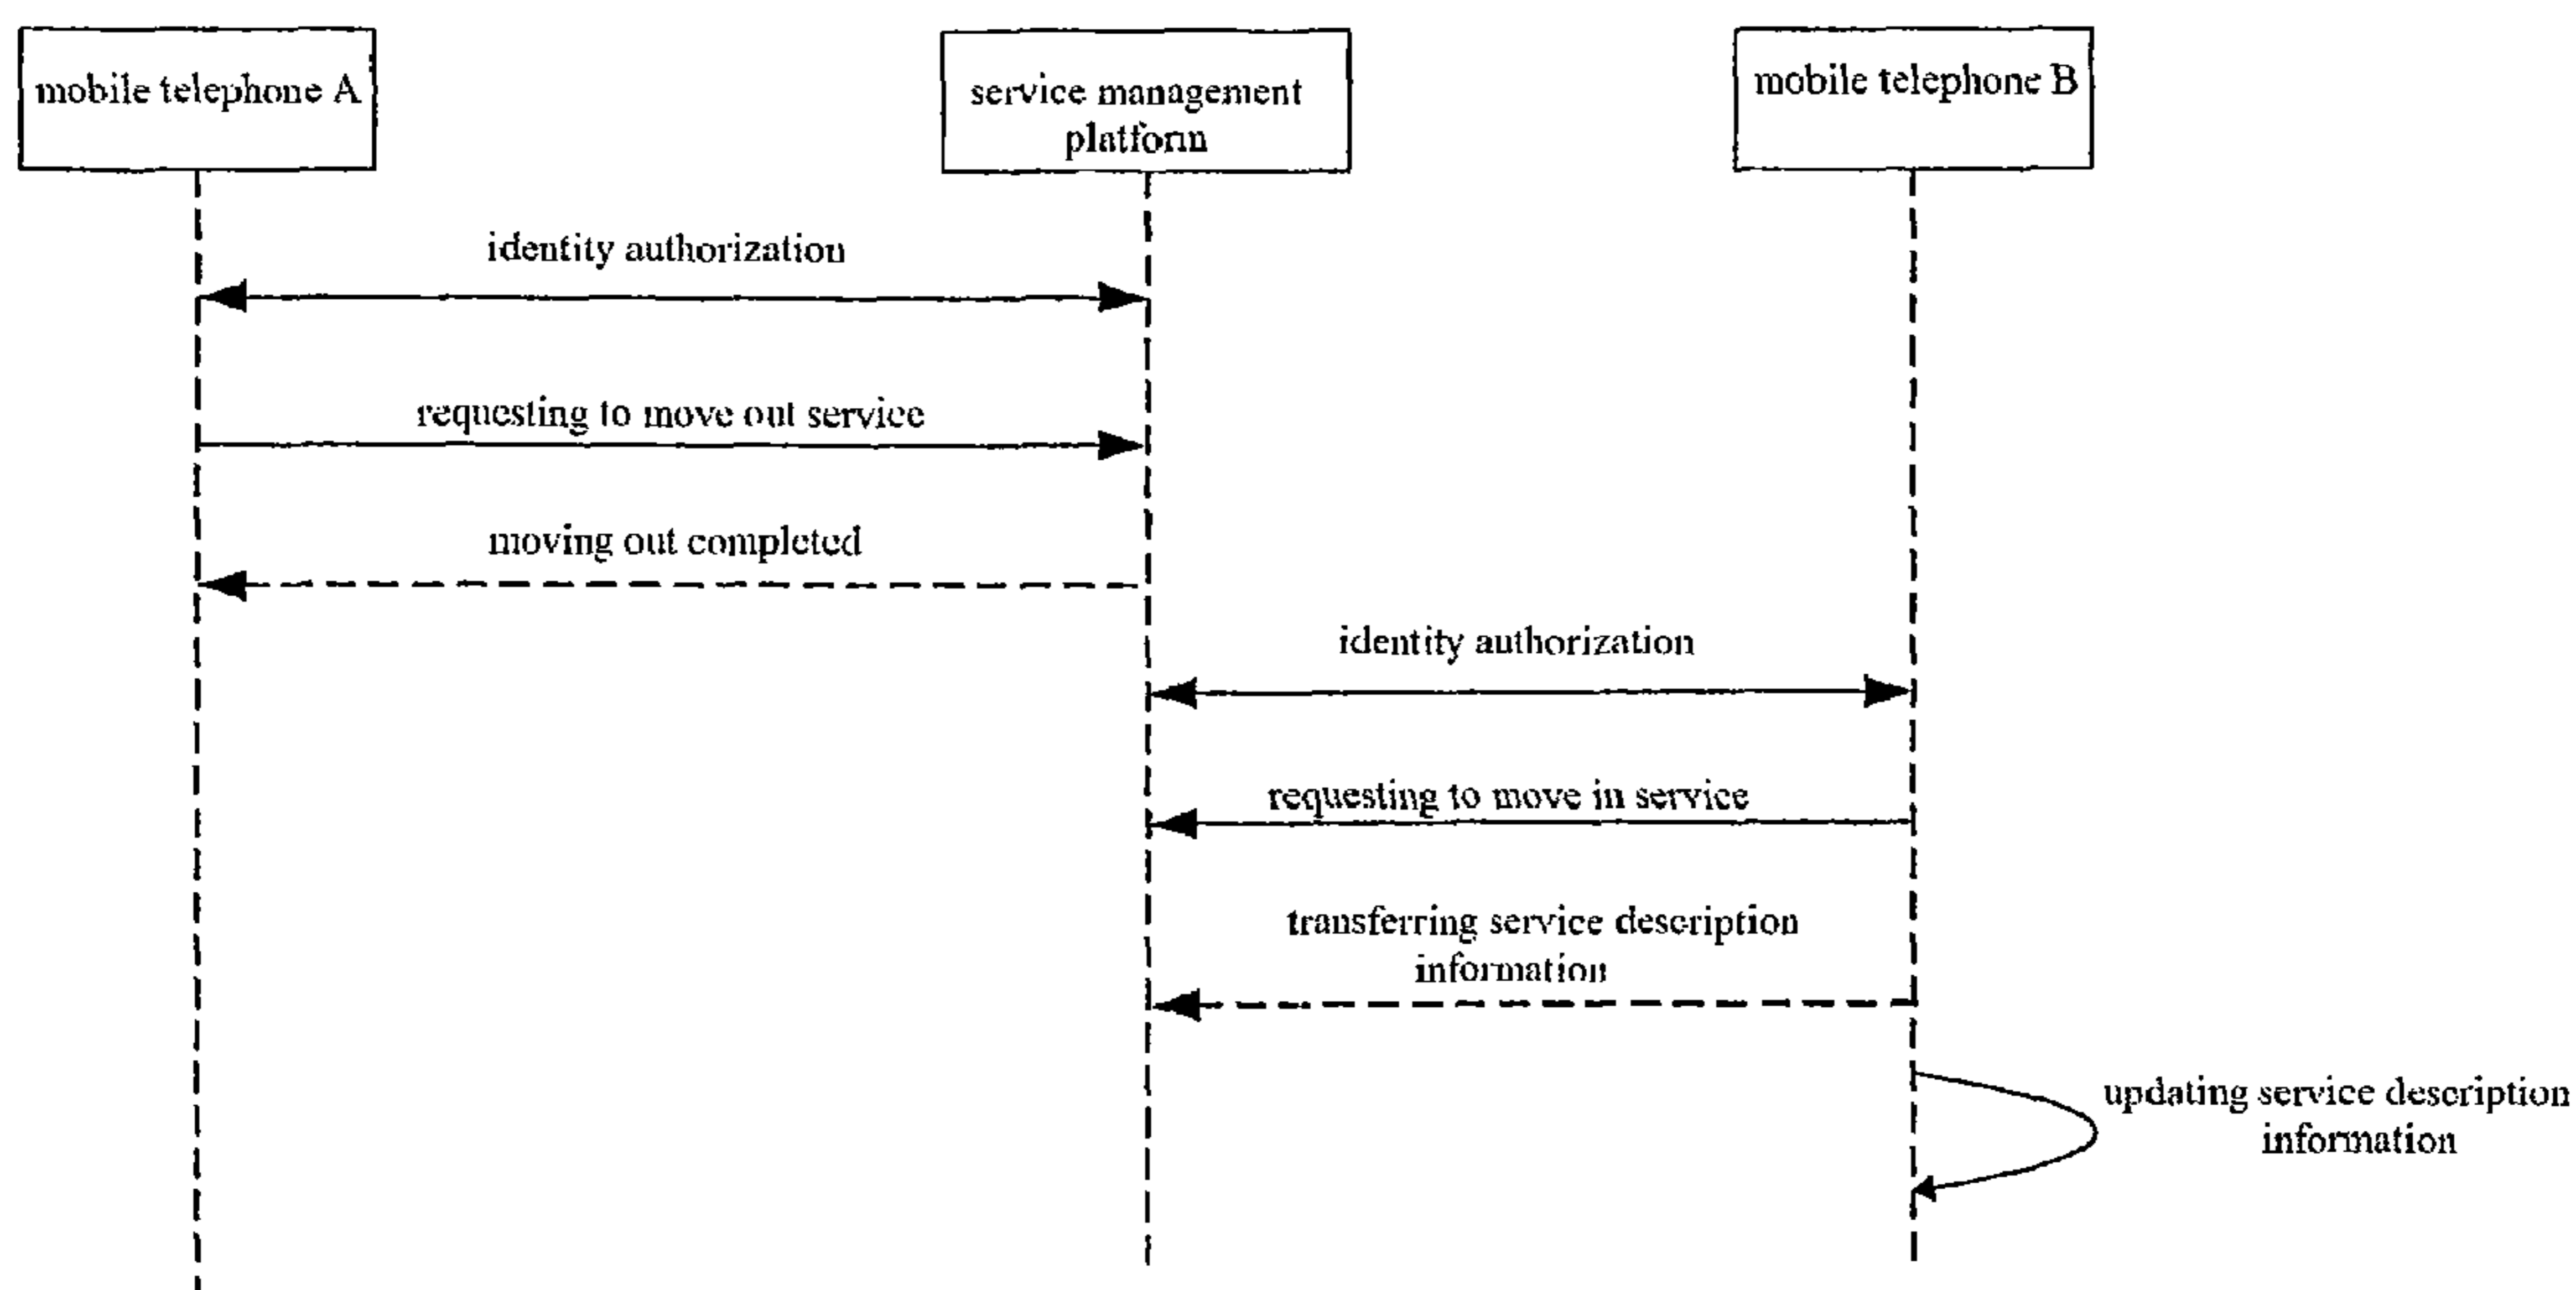 mobile telephone A
service management
platform
mobile telephone B
identity authorization
requesting to move out service
moving out completed
identity authorization
requesting to move in service
transferring service description
information
updating service description
information